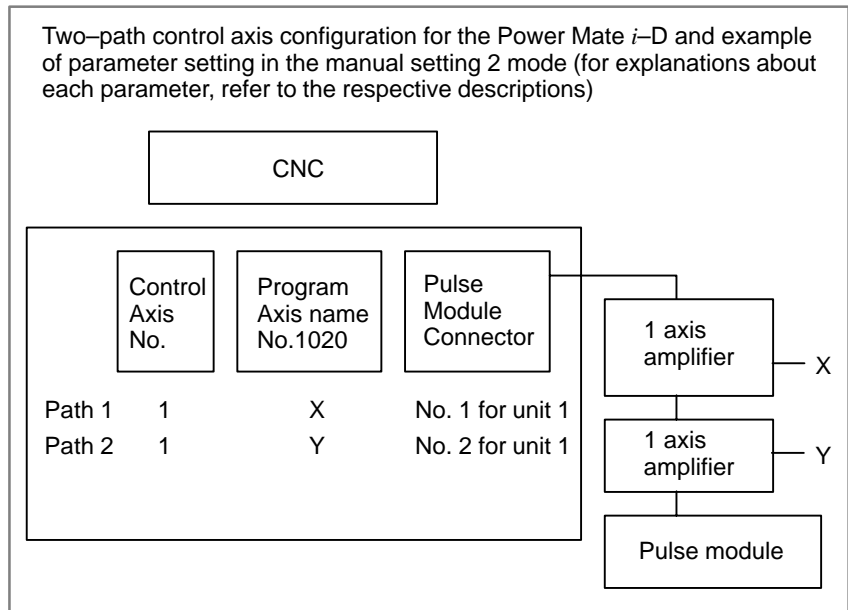 Two–path control axis configuration for the Power Mate i–D and example
of parameter setting in the manual setting 2 mode (for explanations about
each parameter, refer to the respective descriptions)
CNC
Control
Axis
No.
Program
Axis name
No.1020
Pulse
Module
Connector
1 axis
amplifier
X
Path 1 1 X No. 1 for unit 1
Path 2 1 Y No. 2 for unit 1
1 axis
amplifier
Y
Pulse module